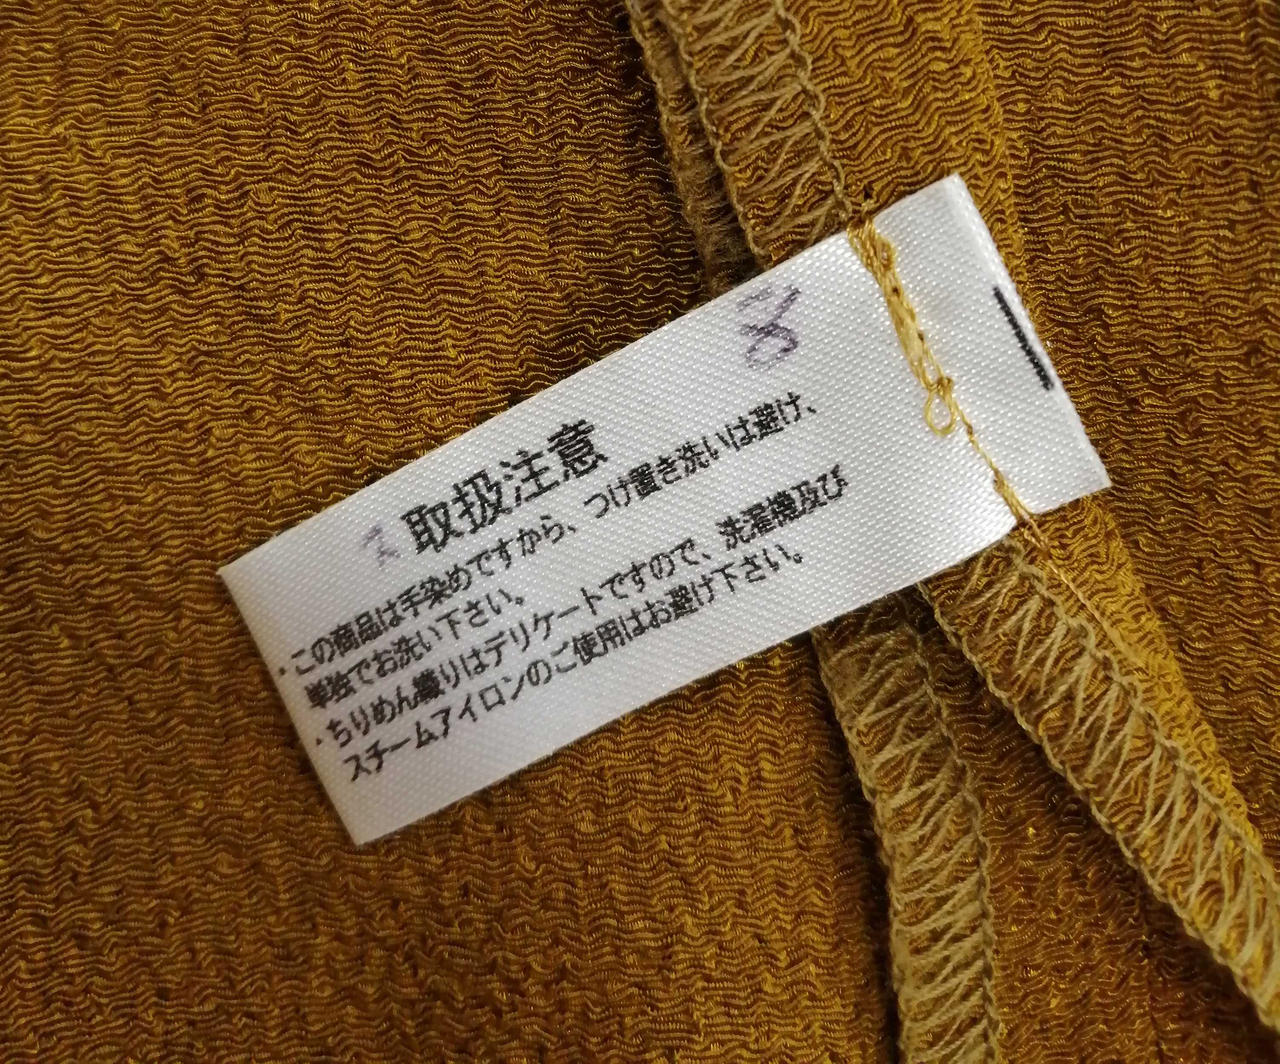 取扱注意
・この商品は手染めですから、つけ置き洗いは避け、
単独でお洗い下さい。
・ちりめん織りはデリケートですので、洗濯機及び
スチームアイロンのご使用はお避け下さい。